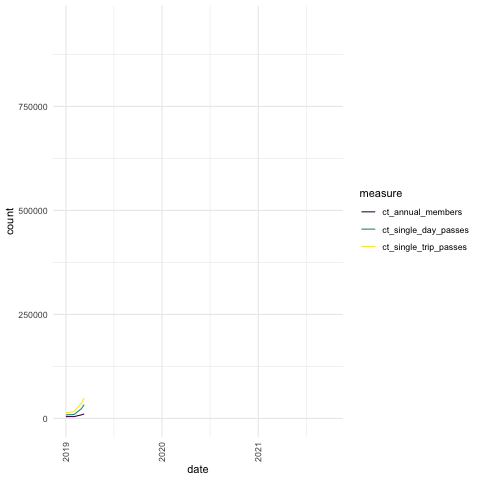 750000
500000
250000
0
count
2019
2020
2021
date
measure
ct_annual_members
ct_single_day_passes
ct_single_trip_passes